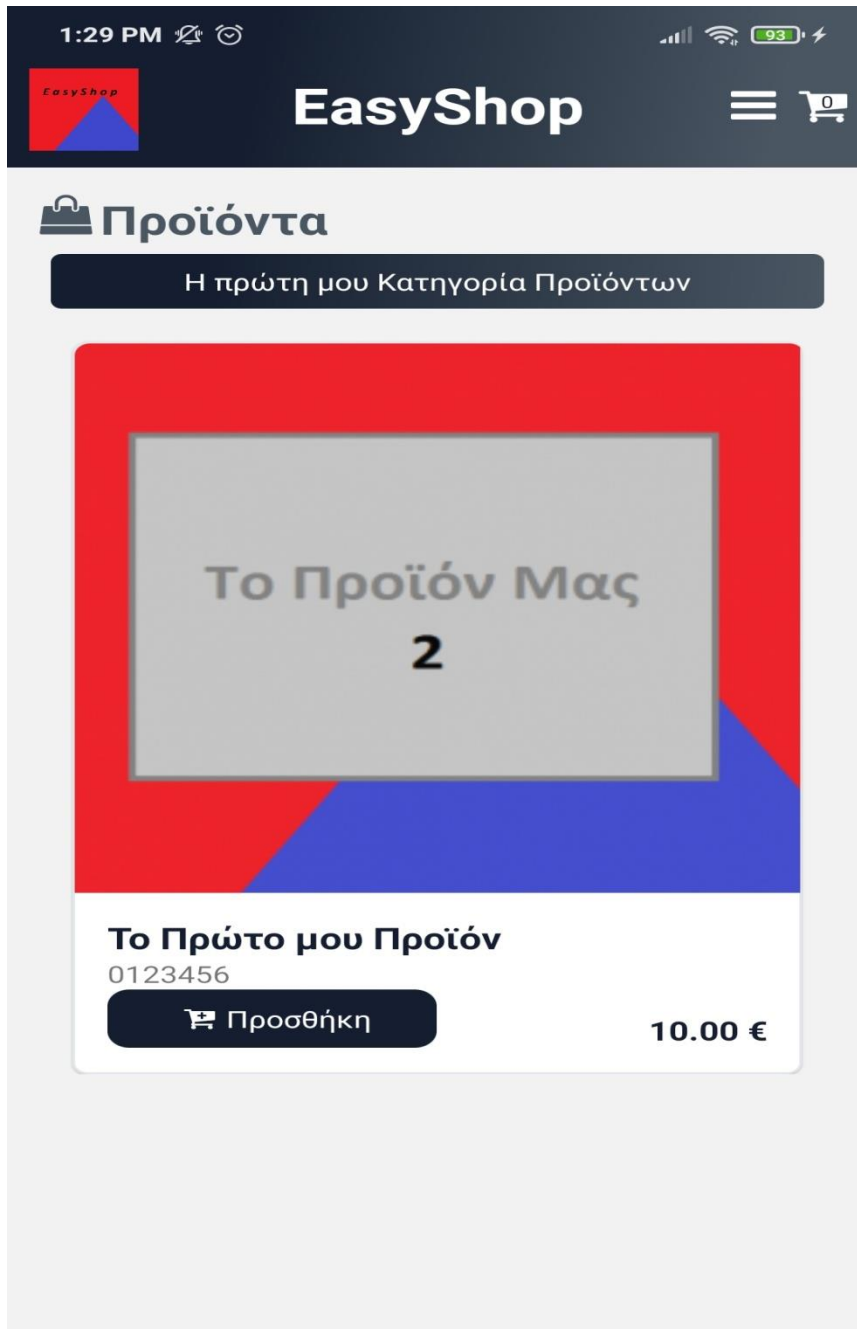 1:29 PM
93
EasyShop
EasyShop
0
Προϊόντα
Η πρώτη μου Κατηγορία Προϊόντων
Το Προϊόν Μας
2
Το Πρώτο μου Προϊόν
0123456
Προσθήκη
10.00 €